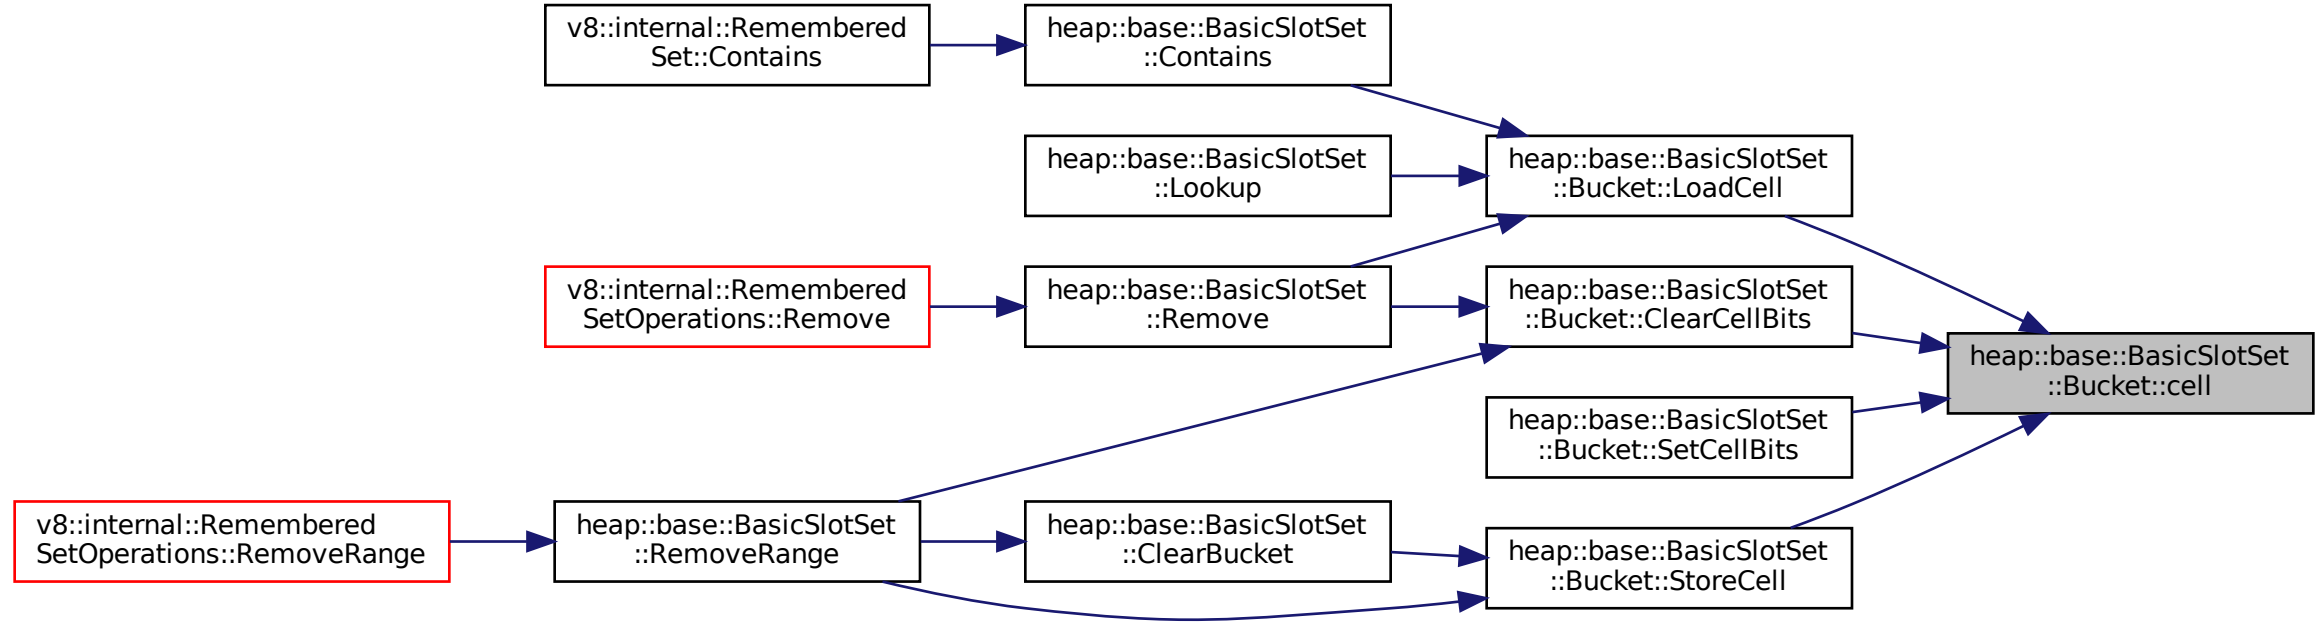 v8::internal::Remembered
Set::Contains
heap::base::BasicSlotSet
::Contains
heap::base::BasicSlotSet
::Lookup
heap::base::BasicSlotSet
::Bucket::LoadCell
v8::internal::Remembered
SetOperations::Remove
heap::base::BasicSlotSet
::Remove
heap::base::BasicSlotSet
::Bucket::ClearCellBits
heap::base::BasicSlotSet
::Bucket::cell
heap::base::BasicSlotSet
::Bucket::SetCellBits
v8::internal::Remembered
SetOperations::RemoveRange
heap::base::BasicSlotSet
::RemoveRange
heap::base::BasicSlotSet
::ClearBucket
heap::base::BasicSlotSet
::Bucket::StoreCell